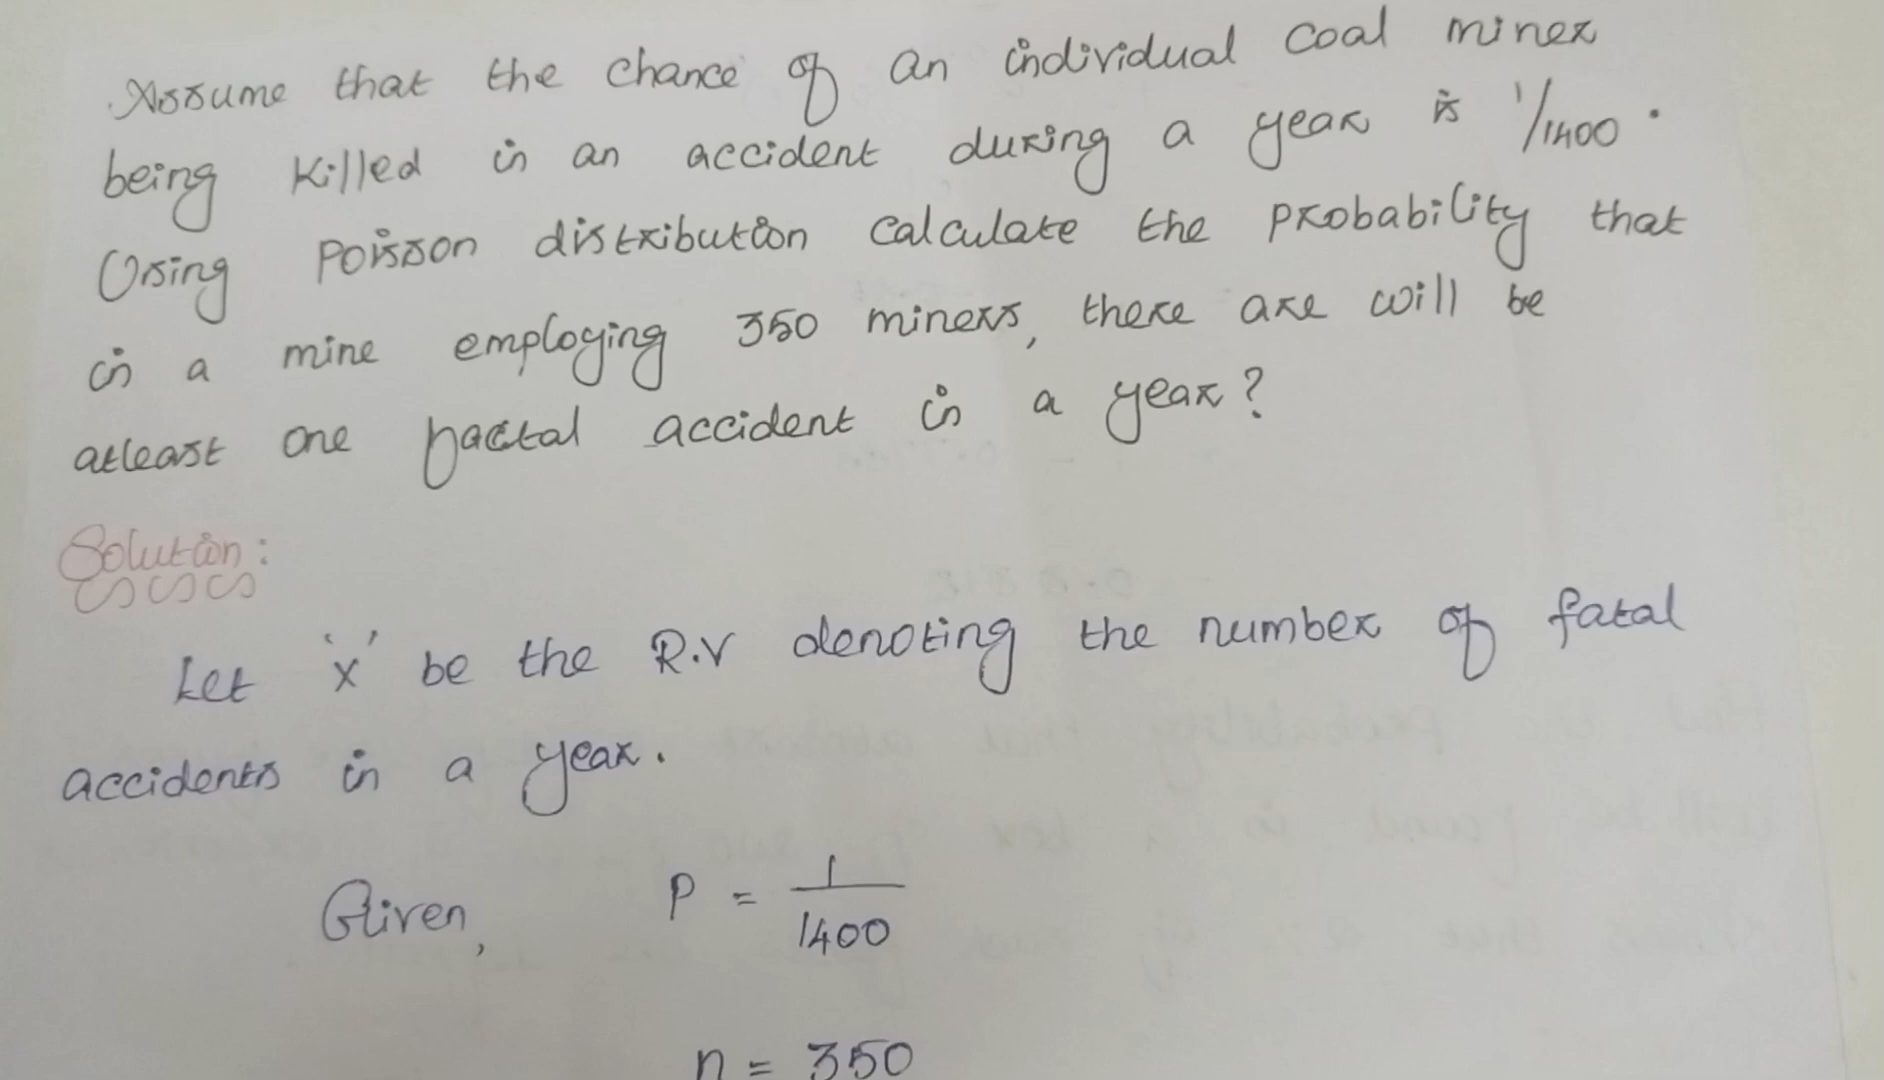 Assume that the chance of an individual coal miner
being killed in an accident during a year is 1/1400.
Using Poisson distribution calculate the probability that
in a mine employing 350 miners, there are will be
atleast one factal accident in a year?
Solution:
Let 'x' be the R.V denoting the number of fatal
accidents in a year.
Given, P = 1/1400
n = 350